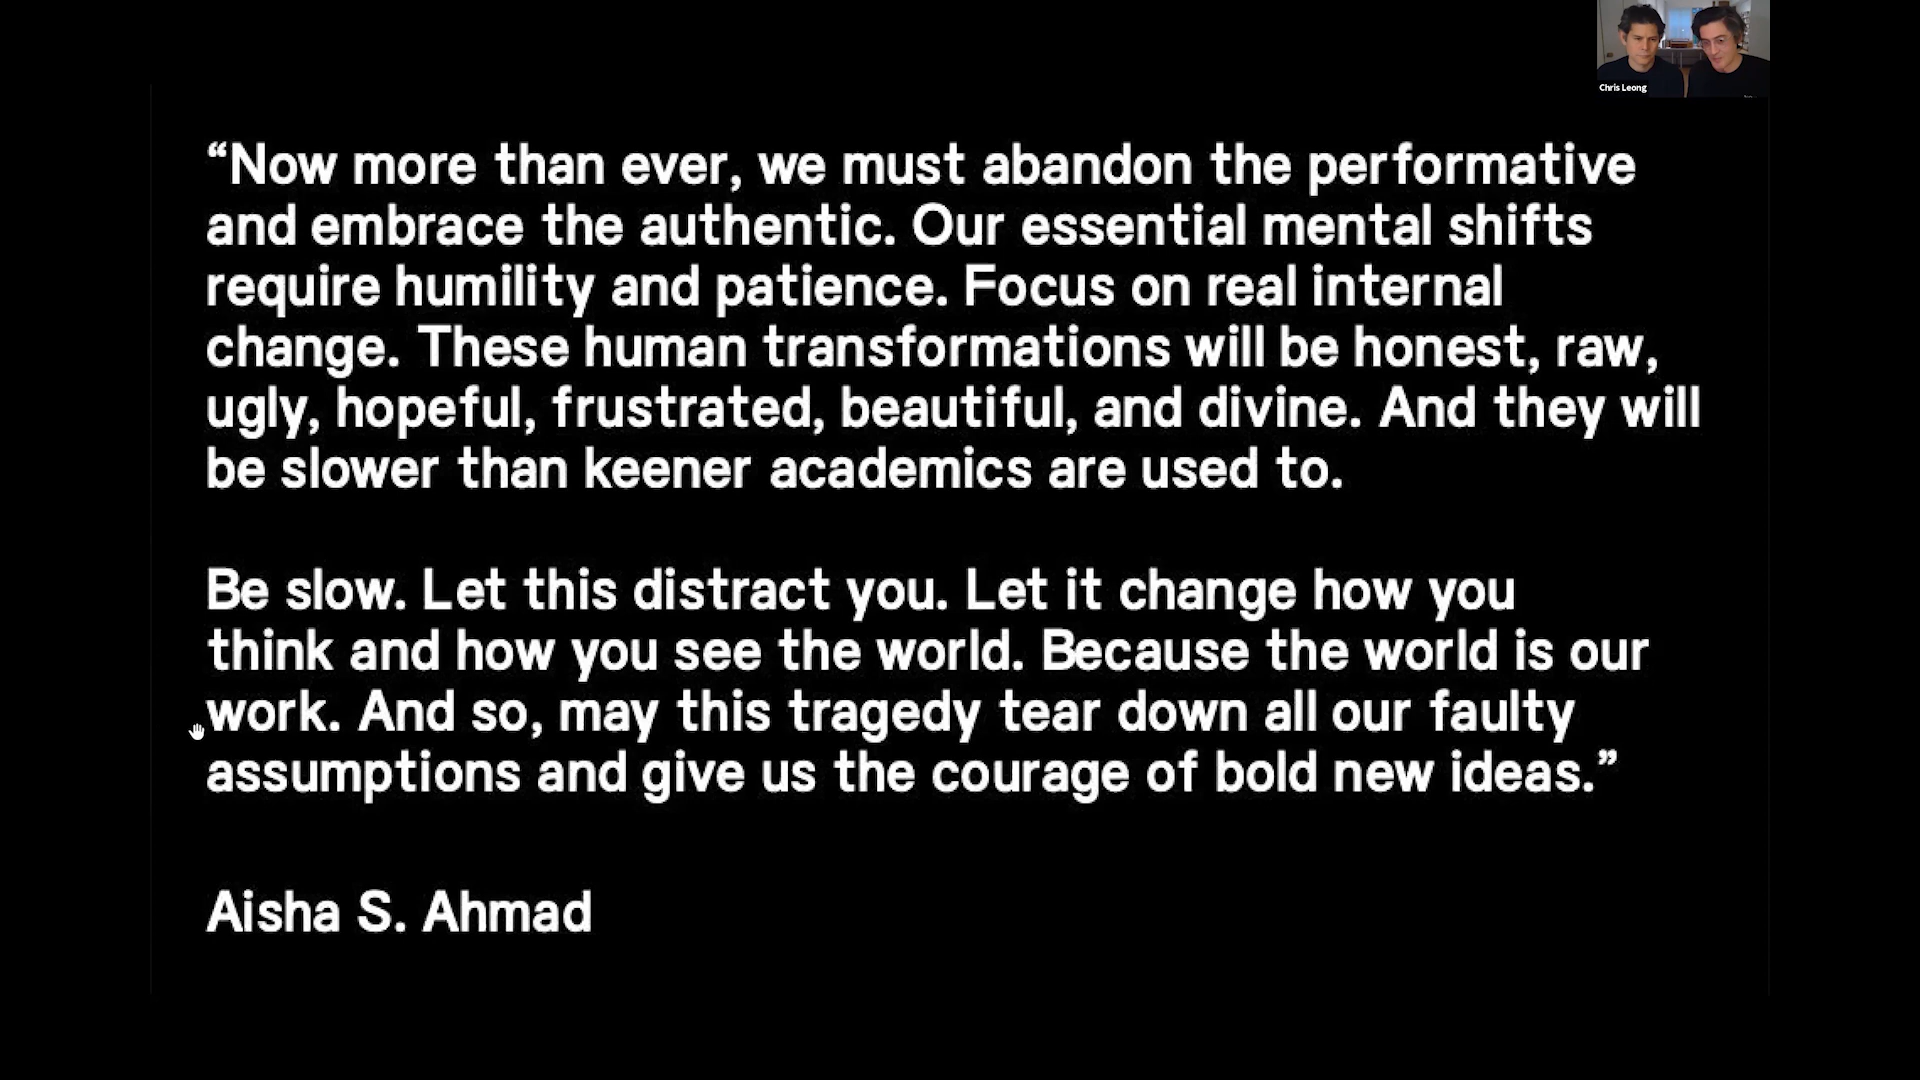 Chris Leong
“Now more than ever, we must abandon the performative
and embrace the authentic. Our essential mental shifts
require humility and patience. Focus on real internal
change. These human transformations will be honest, raw,
ugly, hopeful, frustrated, beautiful, and divine. And they will
be slower than keener academics are used to.
Be slow. Let this distract you. Let it change how you
think and how you see the world. Because the world is our
work. And so, may this tragedy tear down all our faulty
assumptions and give us the courage of bold new ideas.”
Aisha S. Ahmad